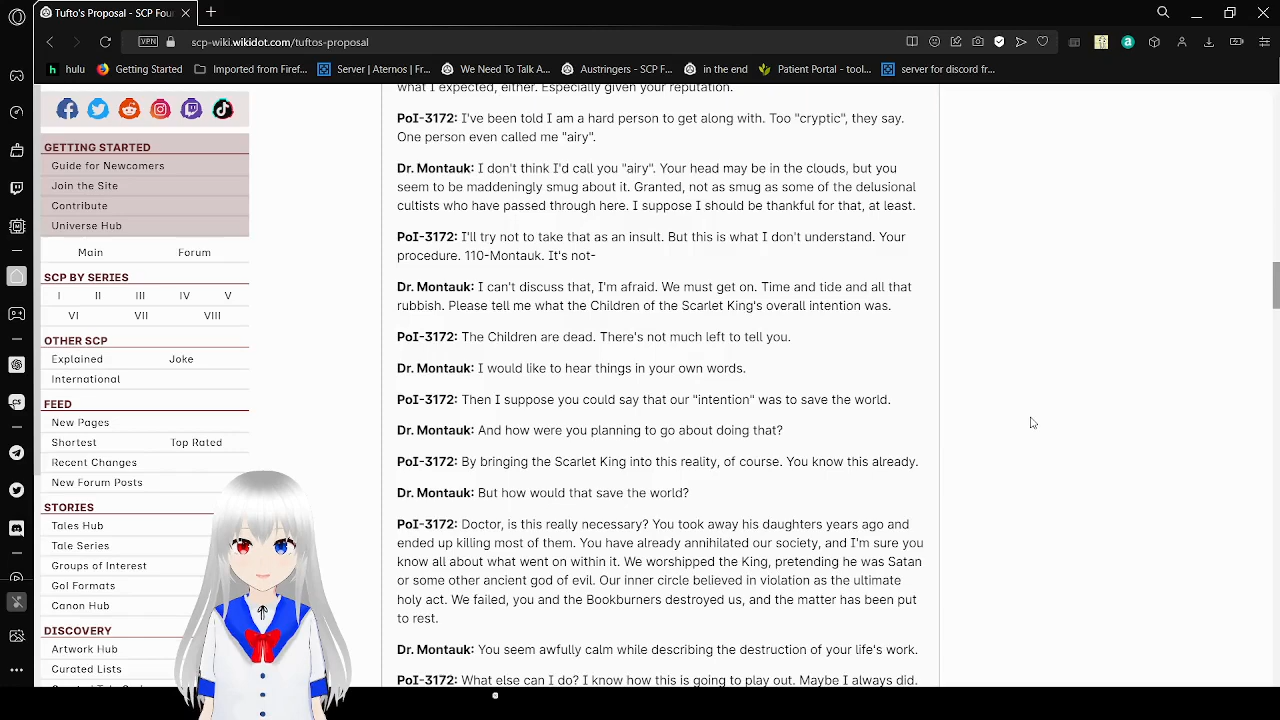 Tufto's Proposal - SCP Fou
VPN
scp-wiki.wikidot.com/tuftos-proposal
hulu
Getting Started
Imported from Firef...
Server | Aternos | Fr...
We Need To Talk A...
Austringers - SCP F...
in the end
Patient Portal - tool...
server for discord fr...
GETTING STARTED
Guide for Newcomers
Join the Site
Contribute
Universe Hub
Main Forum
SCP BY SERIES
I II III IV V
VI VII VIII
OTHER SCP
Explained Joke
International
FEED
New Pages
Shortest Top Rated
Recent Changes
New Forum Posts
STORIES
Tales Hub
Tale Series
Groups of Interest
GoI Formats
Canon Hub
DISCOVERY
Artwork Hub
Curated Lists
what I expected, either. Especially given your reputation.
PoI-3172: I've been told I am a hard person to get along with. Too "cryptic", they say.
One person even called me "airy".
Dr. Montauk: I don't think I'd call you "airy". Your head may be in the clouds, but you
seem to be maddeningly smug about it. Granted, not as smug as some of the delusional
cultists who have passed through here. I suppose I should be thankful for that, at least.
PoI-3172: I'll try not to take that as an insult. But this is what I don't understand. Your
procedure. 110-Montauk. It's not-
Dr. Montauk: I can't discuss that, I'm afraid. We must get on. Time and tide and all that
rubbish. Please tell me what the Children of the Scarlet King's overall intention was.
PoI-3172: The Children are dead. There's not much left to tell you.
Dr. Montauk: I would like to hear things in your own words.
PoI-3172: Then I suppose you could say that our "intention" was to save the world.
Dr. Montauk: And how were you planning to go about doing that?
PoI-3172: By bringing the Scarlet King into this reality, of course. You know this already.
Dr. Montauk: But how would that save the world?
PoI-3172: Doctor, is this really necessary? You took away his daughters years ago and
ended up killing most of them. You have already annihilated our society, and I'm sure you
know all about what went on within it. We worshipped the King, pretending he was Satan
or some other ancient god of evil. Our inner circle believed in violation as the ultimate
holy act. We failed, you and the Bookburners destroyed us, and the matter has been put
to rest.
Dr. Montauk: You seem awfully calm while describing the destruction of your life's work.
PoI-3172: What else can I do? I know how this is going to play out. Maybe I always did.